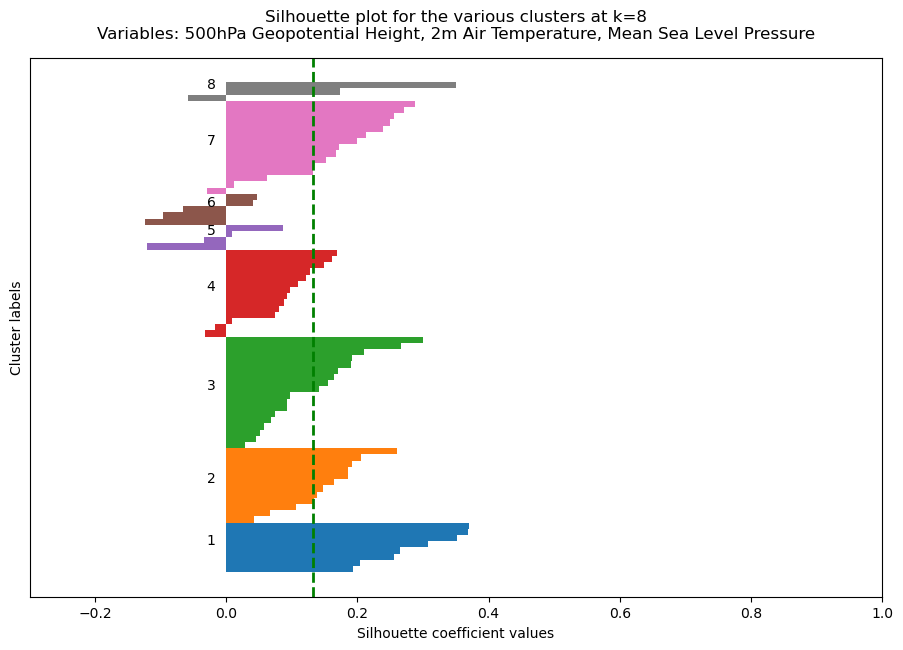 Silhouette plot for the various clusters at k=8
Variables: 500hPa Geopotential Height, 2m Air Temperature, Mean Sea Level Pressure
8
7
6
5
4
3
2
1
Cluster labels
−0.2 0.0 0.2 0.4 0.6 0.8 1.0
Silhouette coefficient values